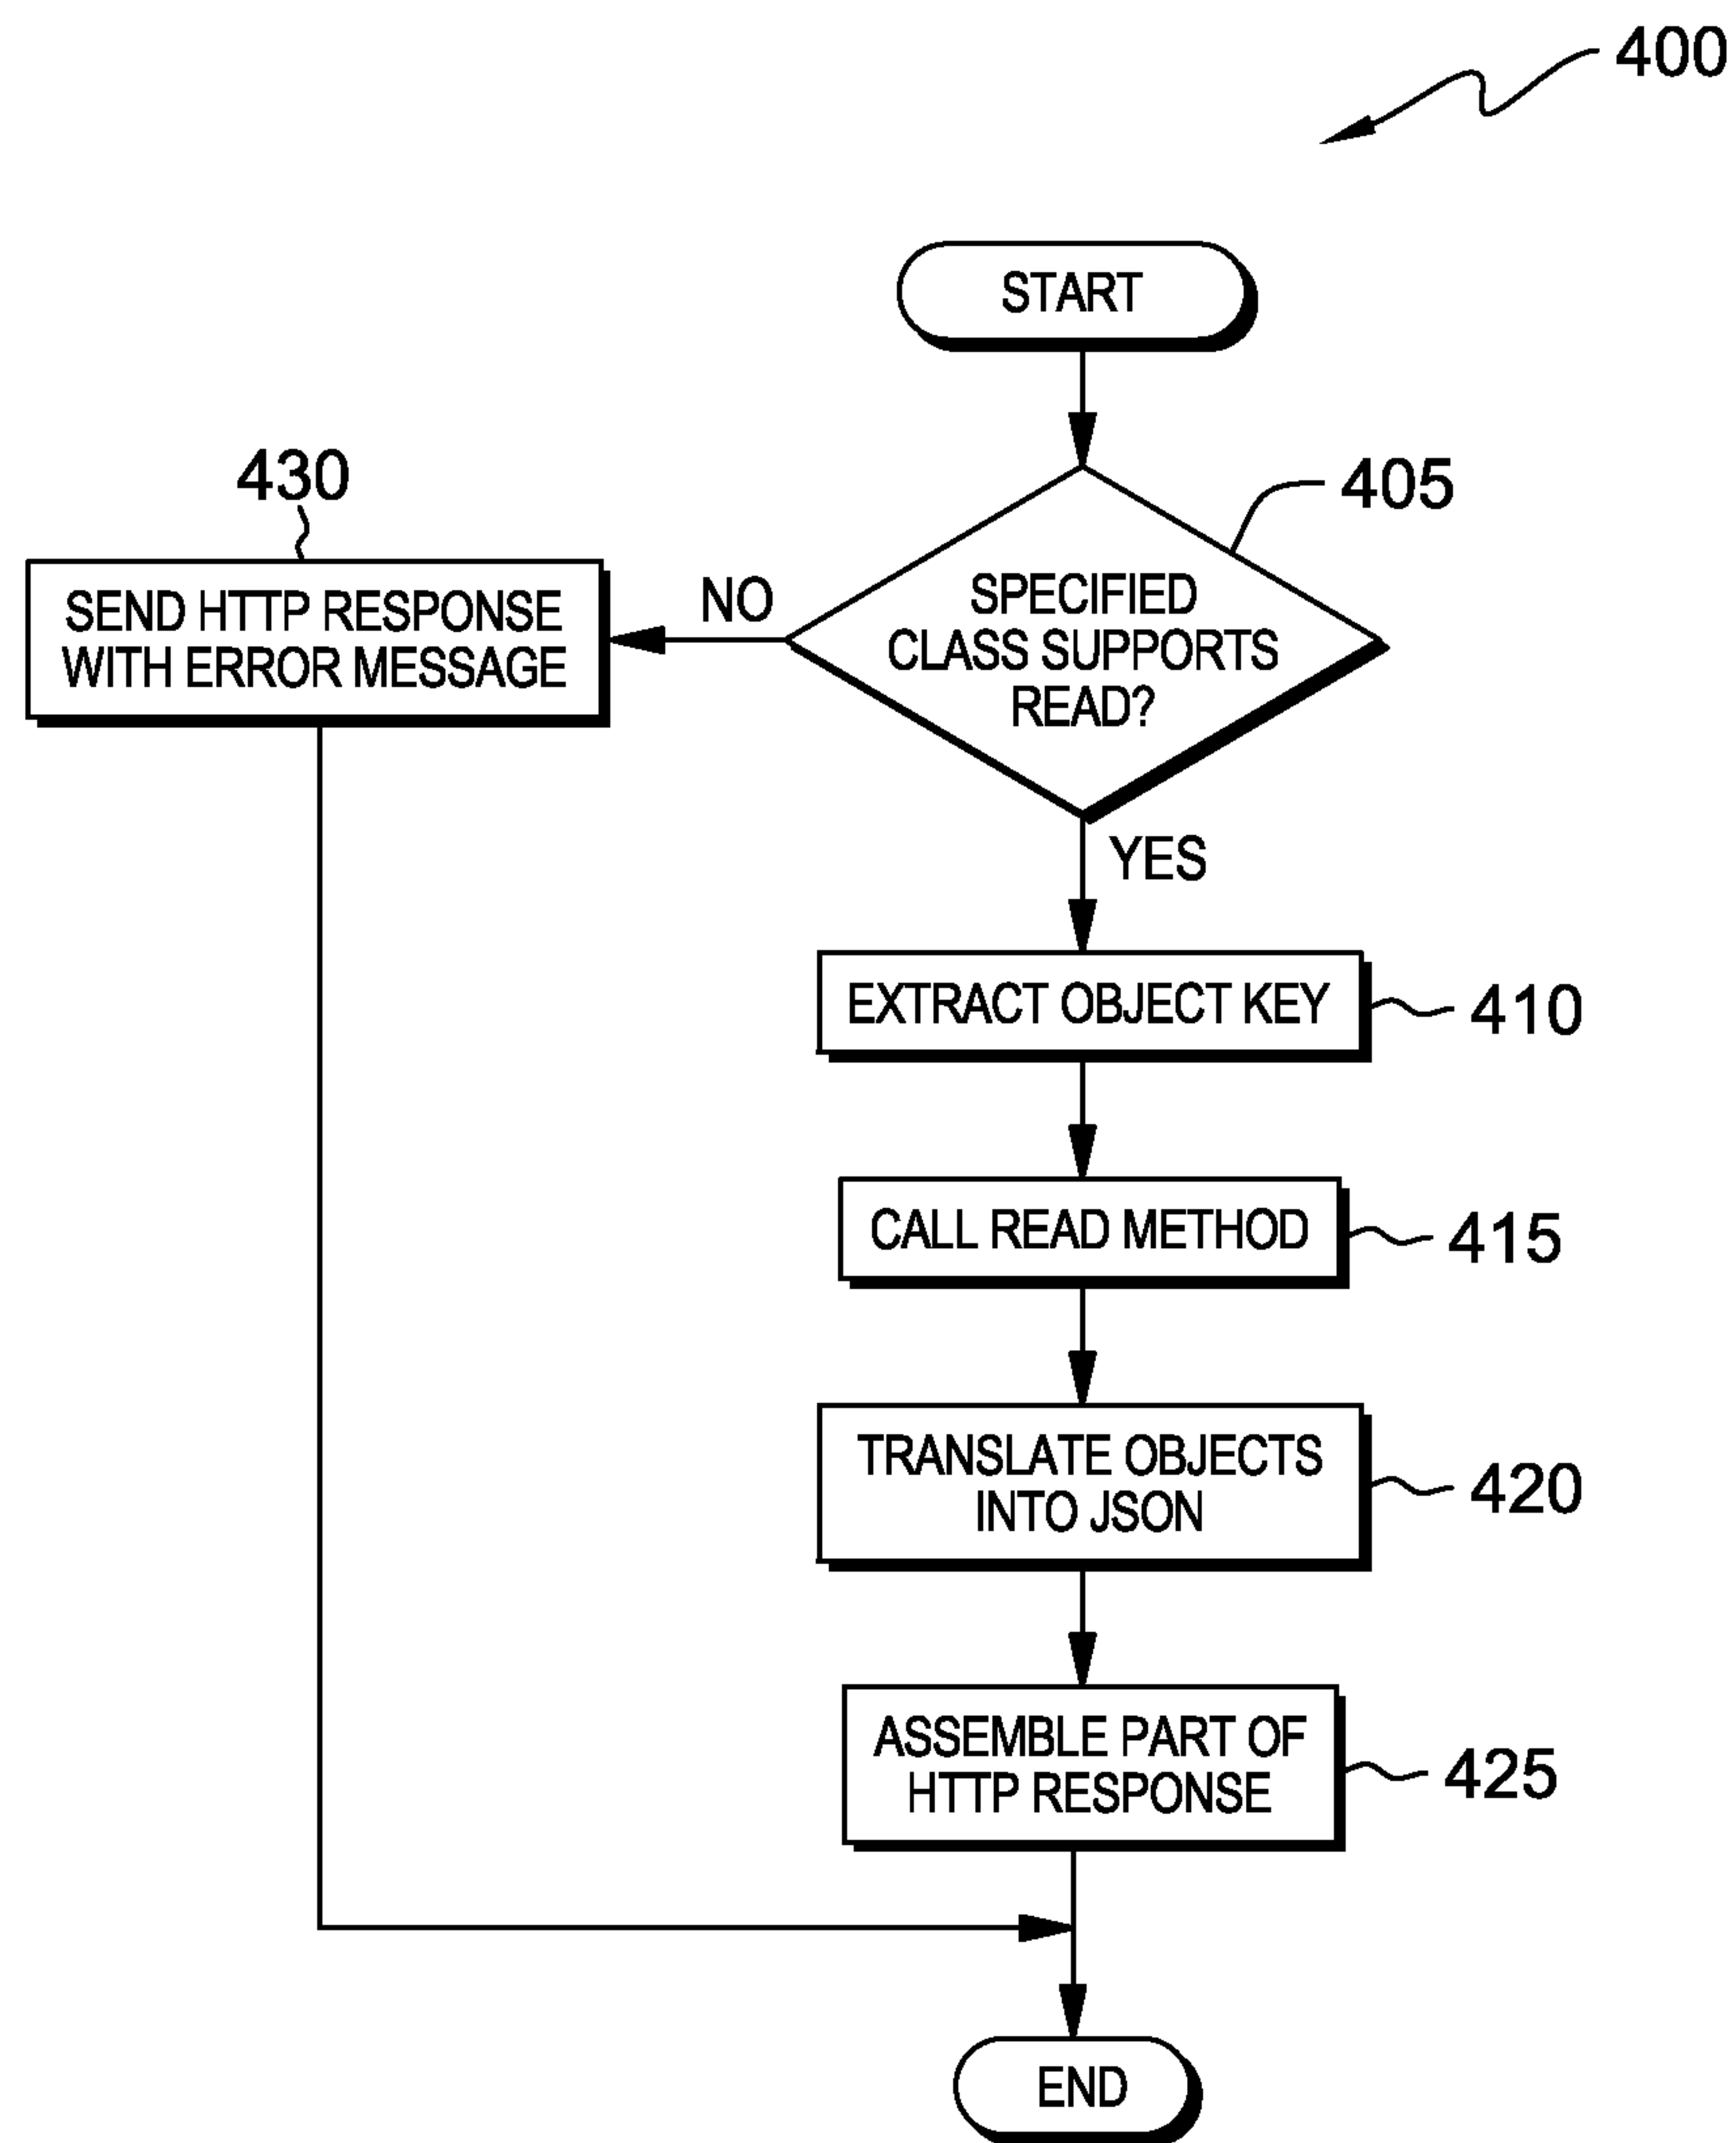 400
START
430
405
NO
SPECIFIED
CLASS SUPPORTS
READ?
SEND HTTP RESPONSE
WITH ERROR MESSAGE
YES
EXTRACT OBJECT KEY
410
CALL READ METHOD
415
TRANSLATE OBJECTS
INTO JSON
420
ASSEMBLE PART OF
HTTP RESPONSE
425
END